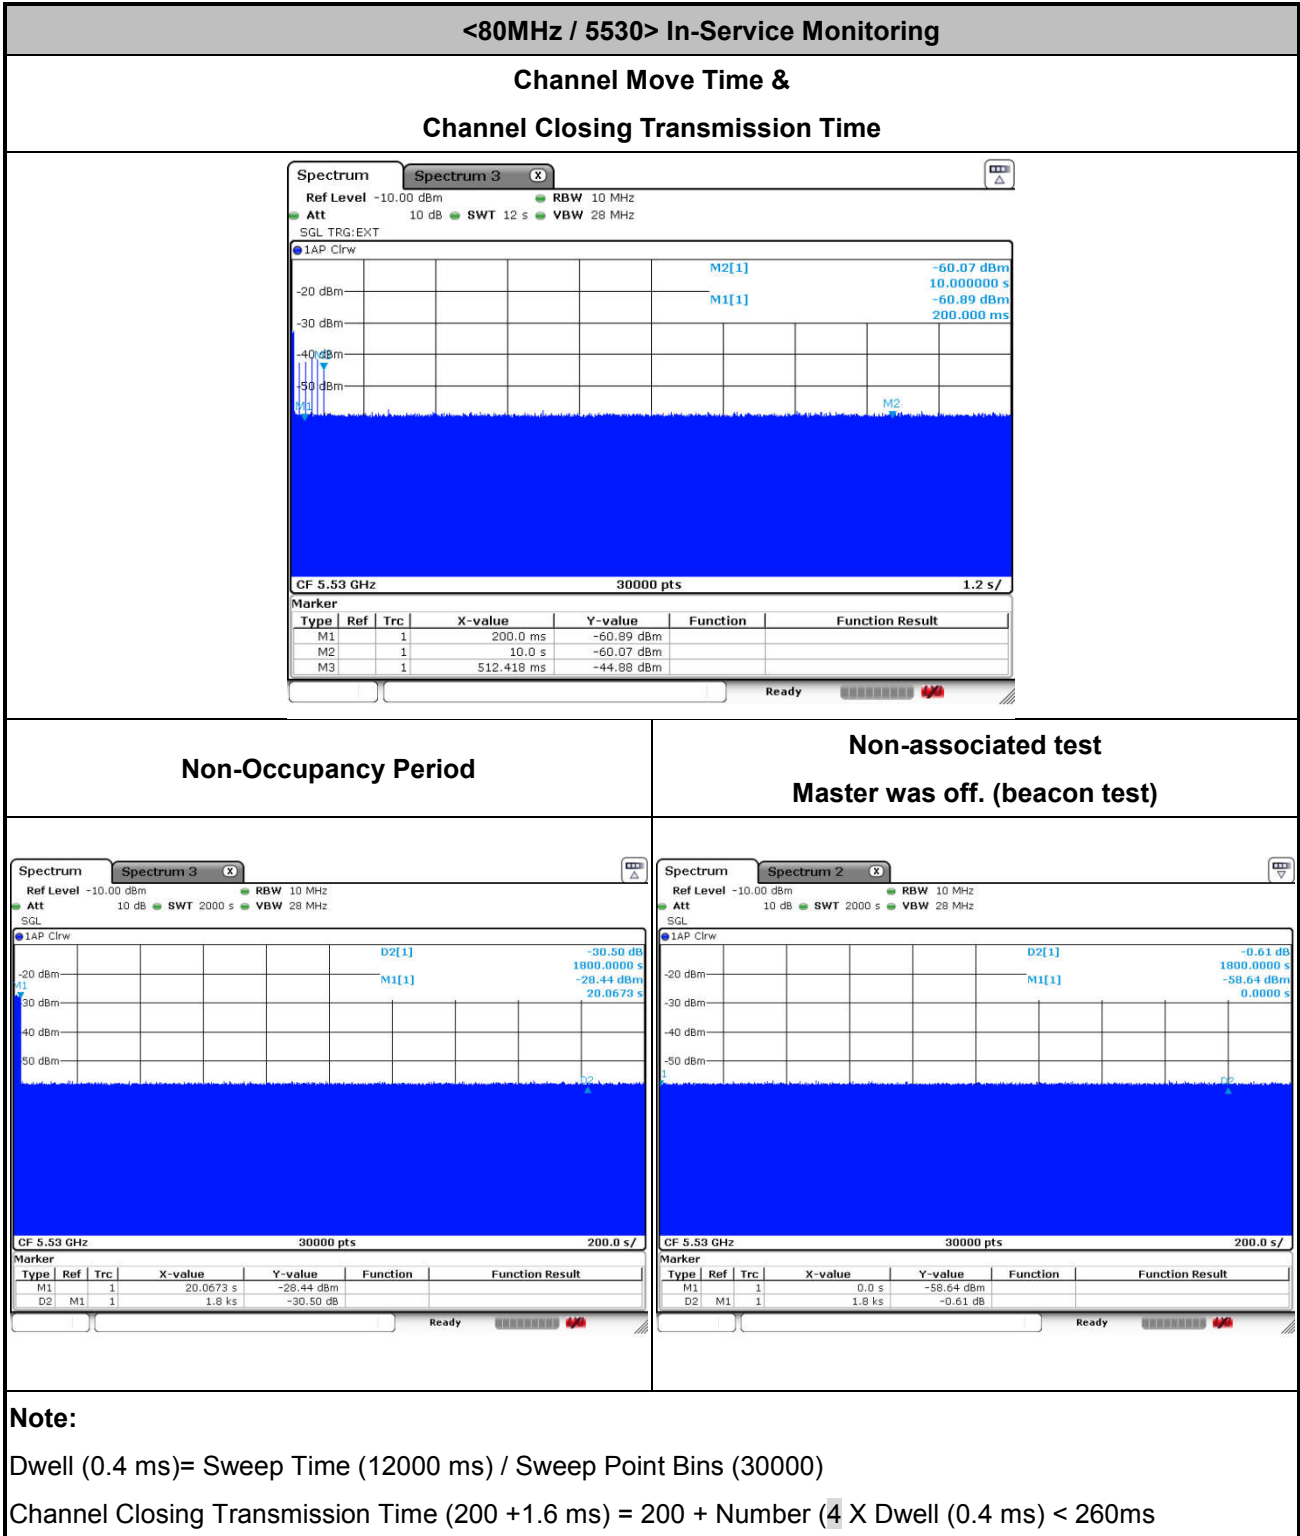 <80MHz / 5530> In-Service Monitoring
Channel Move Time &
Channel Closing Transmission Time
Spectrum Spectrum 3 X
Ref Level -10.00 dBm RBW 10 MHz
Att 10 dB SWT 12 s VBW 28 MHz
SGL TRG:EXT
1AP Clrw
M2[1] -60.07 dBm
10.000000 s
-20 dBm
M1[1] -60.89 dBm
200.000 ms
-30 dBm
-40 dBm
-50 dBm
M1
M2
CF 5.53 GHz 30000 pts 1.2 s/
Marker
Type Ref Trc X-value Y-value Function Function Result
M1 1 200.0 ms -60.89 dBm
M2 1 10.0 s -60.07 dBm
M3 1 512.418 ms -44.88 dBm
Ready
Non-Occupancy Period
Non-associated test
Master was off. (beacon test)
Spectrum Spectrum 3 X
Ref Level -10.00 dBm RBW 10 MHz
Att 10 dB SWT 2000 s VBW 28 MHz
SGL
1AP Clrw
D2[1] -30.50 dB
1800.0000 s
-20 dBm
M1[1] -28.44 dBm
20.0673 s
M1
30 dBm
40 dBm
50 dBm
D2
CF 5.53 GHz 30000 pts 200.0 s/
Marker
Type Ref Trc X-value Y-value Function Function Result
M1 1 20.0673 s -28.44 dBm
D2 M1 1 1.8 ks -30.50 dB
Ready
Spectrum Spectrum 2 X
Ref Level -10.00 dBm RBW 10 MHz
Att 10 dB SWT 2000 s VBW 28 MHz
SGL
1AP Clrw
D2[1] -0.61 dB
1800.0000 s
-20 dBm
M1[1] -58.64 dBm
0.0000 s
-30 dBm
-40 dBm
-50 dBm
1
D2
CF 5.53 GHz 30000 pts 200.0 s/
Marker
Type Ref Trc X-value Y-value Function Function Result
M1 1 0.0 s -58.64 dBm
D2 M1 1 1.8 ks -0.61 dB
Ready
Note:
Dwell (0.4 ms)= Sweep Time (12000 ms) / Sweep Point Bins (30000)
Channel Closing Transmission Time (200 +1.6 ms) = 200 + Number (4 X Dwell (0.4 ms) < 260ms